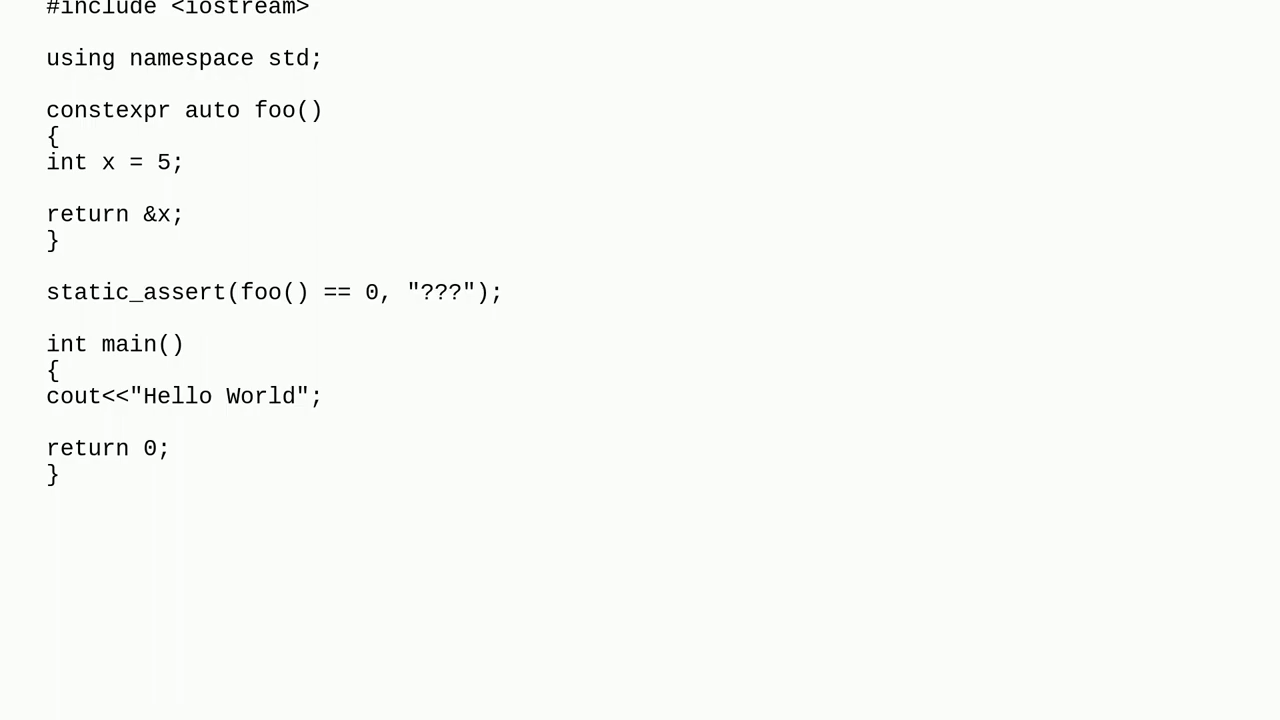 #include <iostream>
using namespace std;
constexpr auto foo()
{
int x = 5;
return &x;
}
static_assert(foo() == 0, "???");
int main()
{
cout<<"Hello World";
return 0;
}